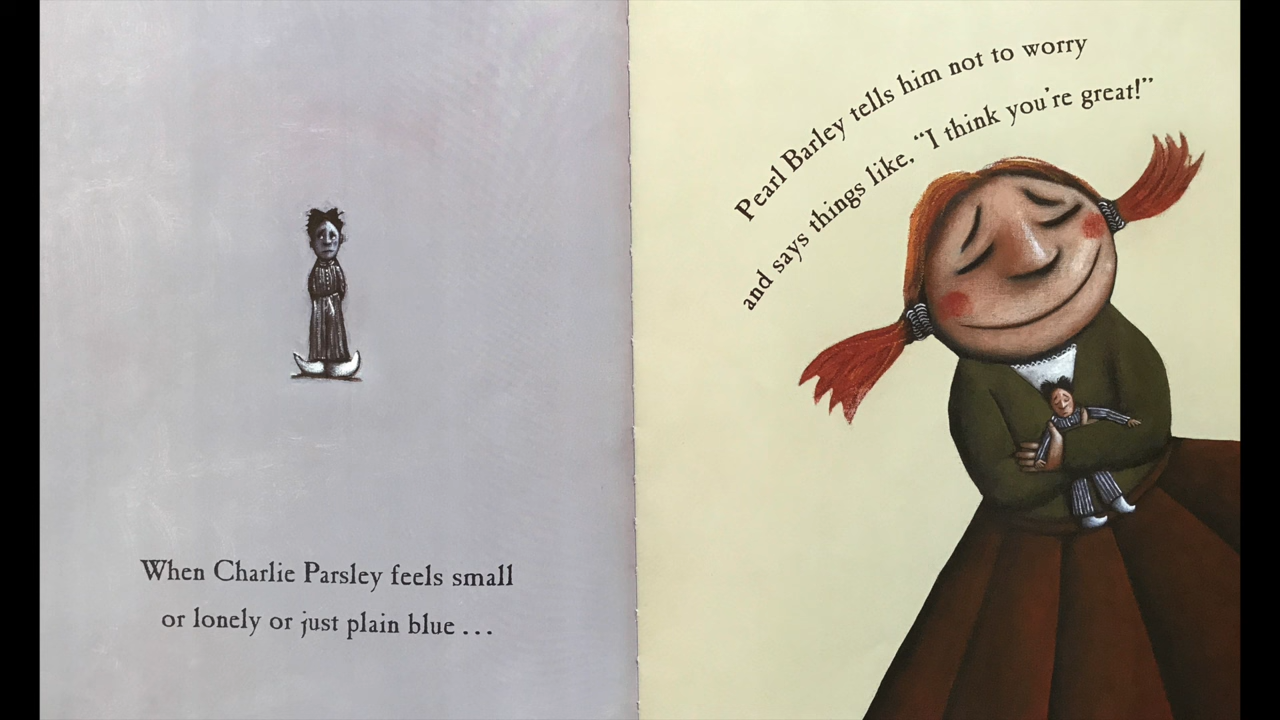 When Charlie Parsley feels small
or lonely or just plain blue . . .
Pearl Barley tells him not to worry
and says things like, “I think you’re great!”